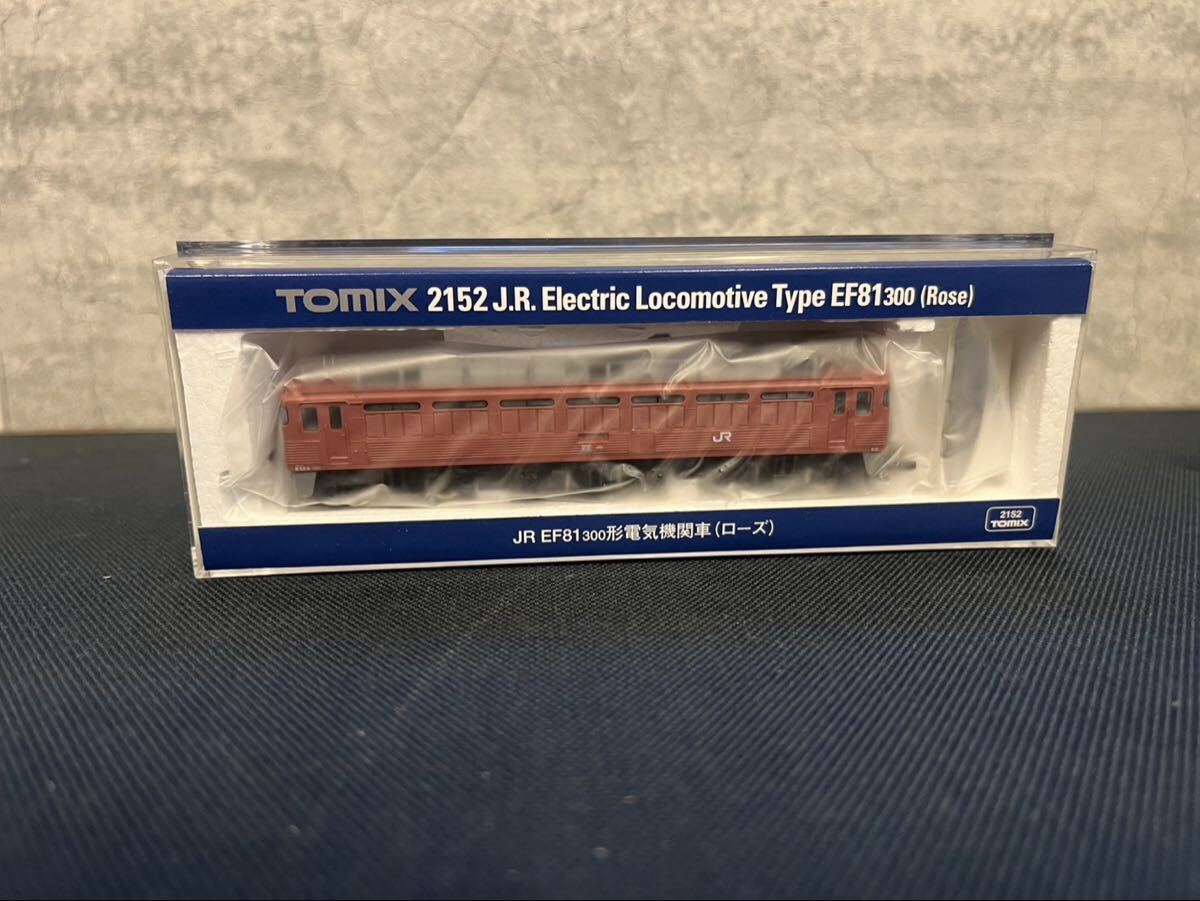 TOMIX 2152 J.R. Electric Locomotive Type EF81300 (Rose)
JR
JR EF81300形電気機関車(ローズ)
2152
TOMIX